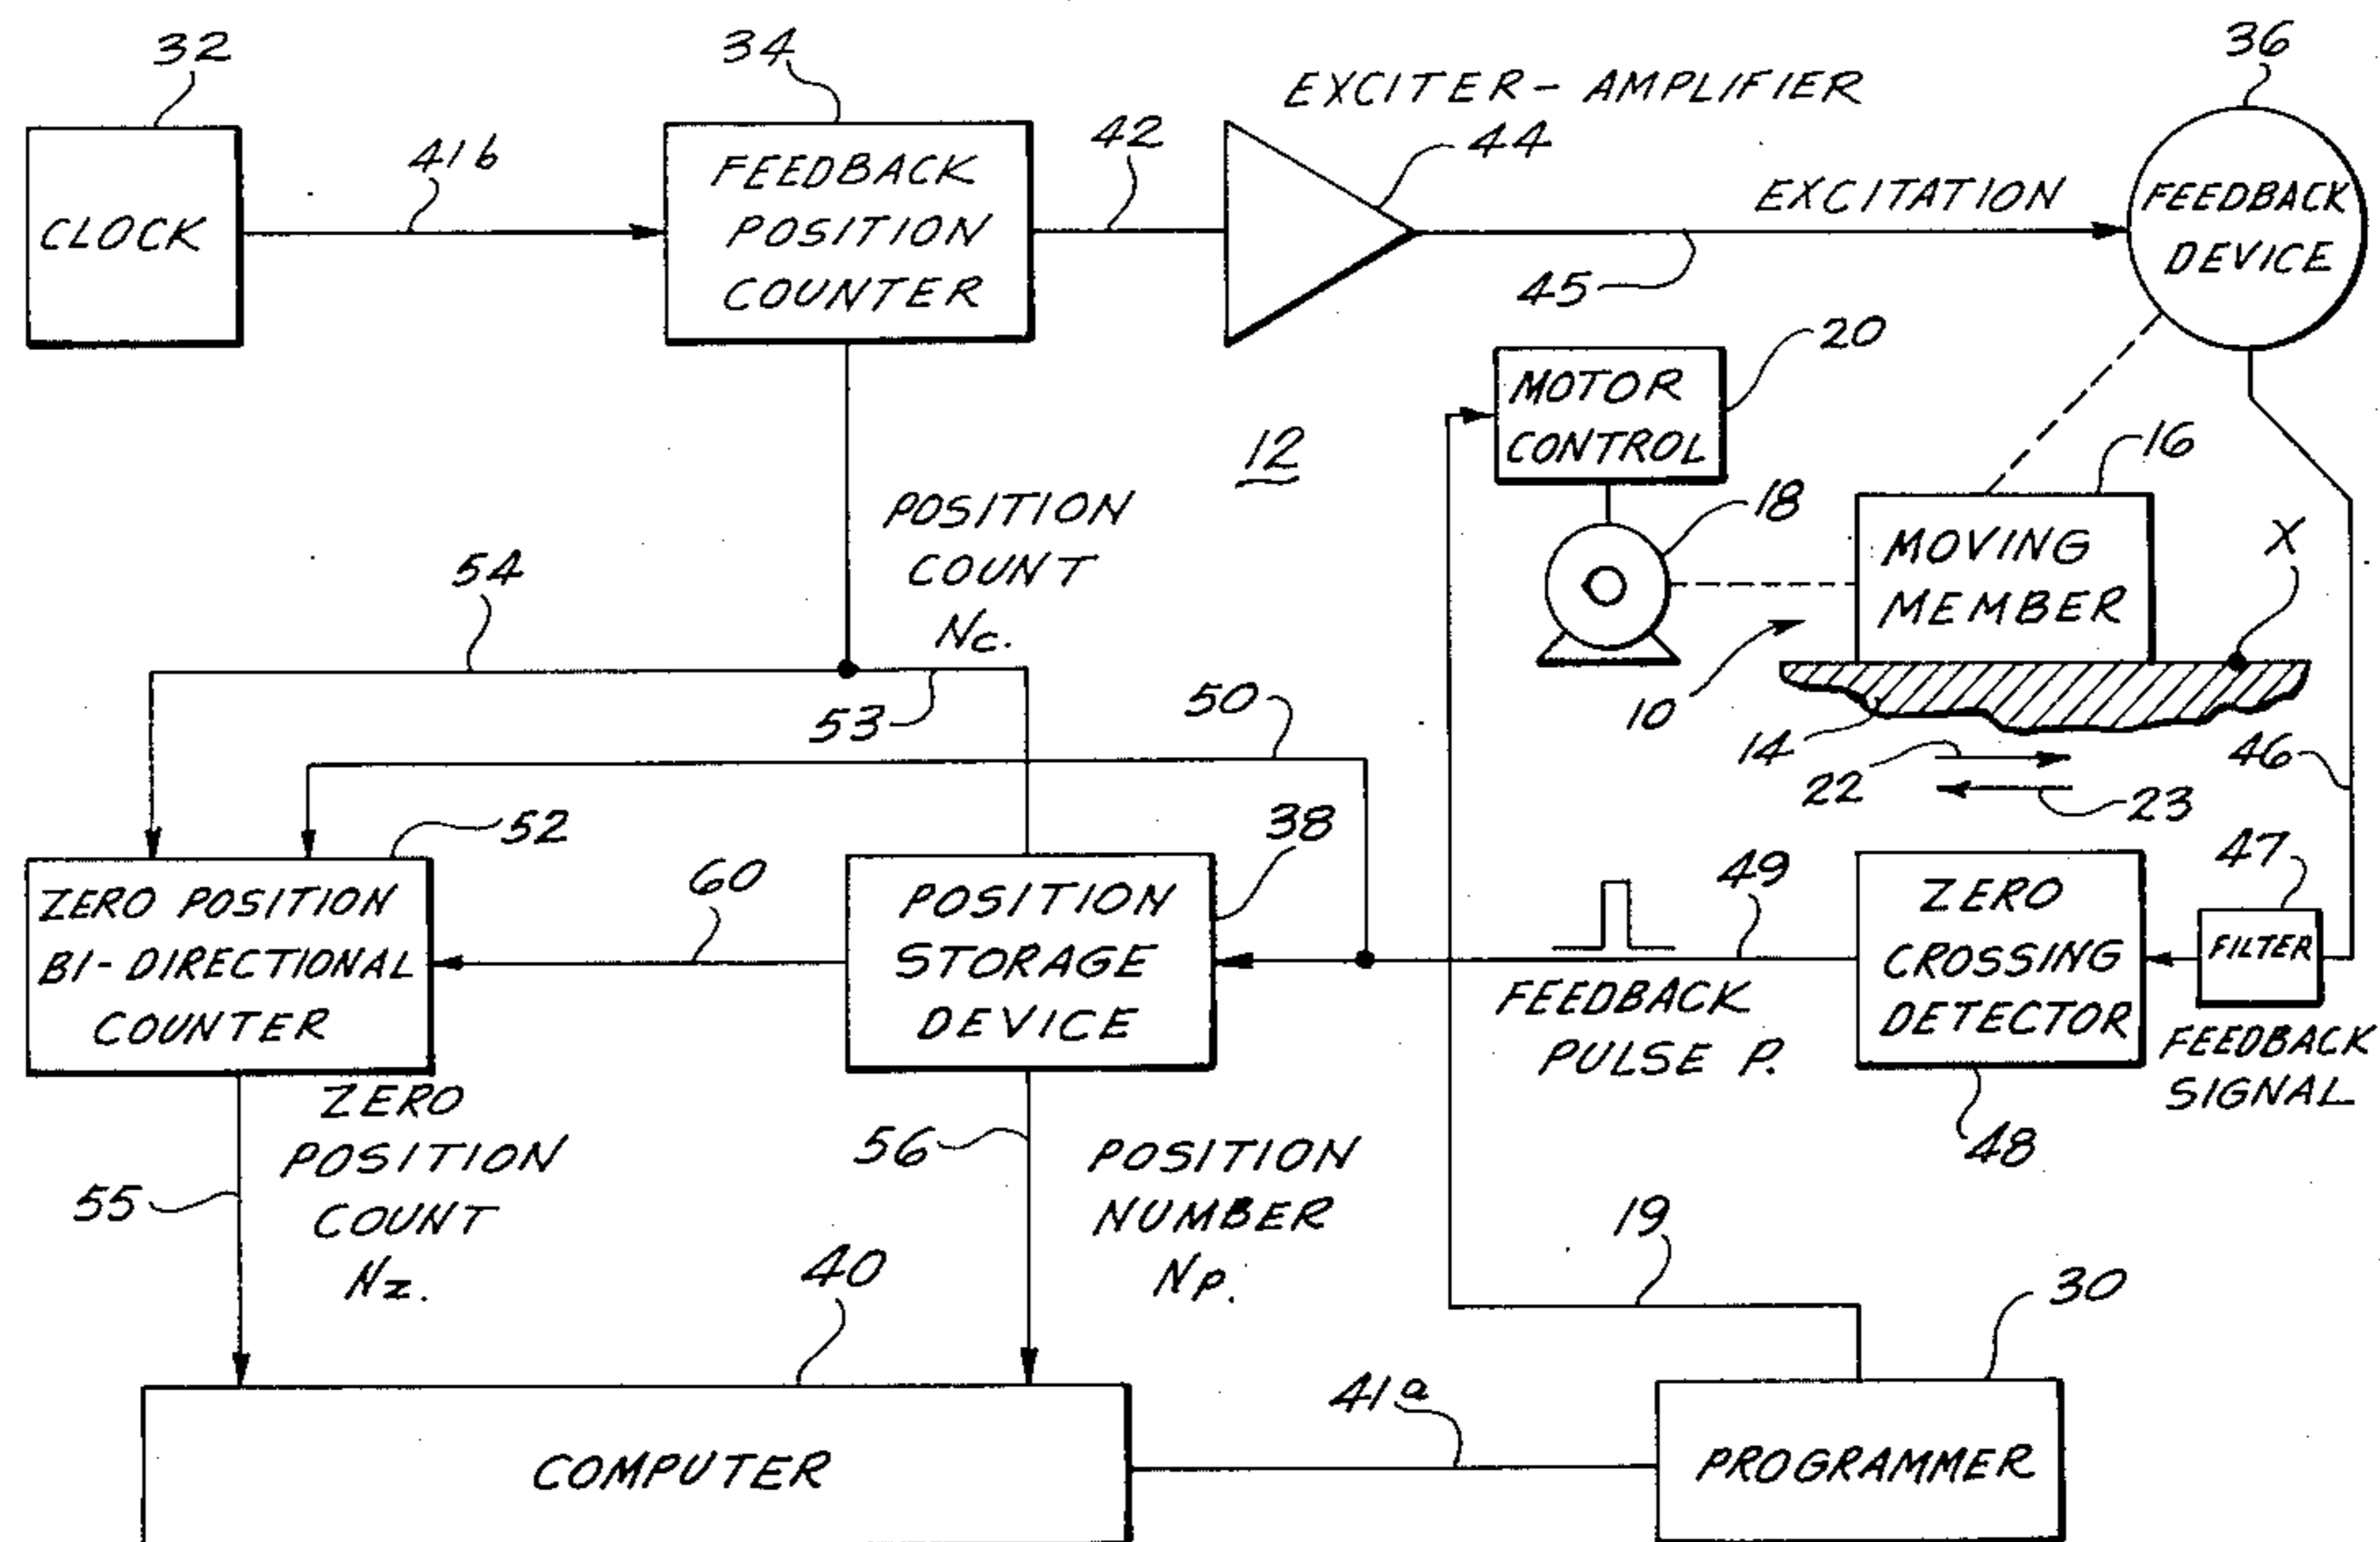 32
34
36
EXCITER-AMPLIFIER
41b
42
44
CLOCK
FEEDBACK
POSITION
COUNTER
EXCITATION
45
FEEDBACK
DEVICE
20
MOTOR
CONTROL
12
16
18
X
POSITION
COUNT
Nc.
MOVING
MEMBER
54
53
50
10
14
22
23
46
52
38
60
49
47
ZERO POSITION
BI-DIRECTIONAL
COUNTER
POSITION
STORAGE
DEVICE
FEEDBACK
PULSE P.
ZERO
CROSSING
DETECTOR
FILTER
FEEDBACK
SIGNAL
48
ZERO
POSITION
COUNT
Nz.
55
56
POSITION
NUMBER
Np.
40
19
30
41a
COMPUTER
PROGRAMMER